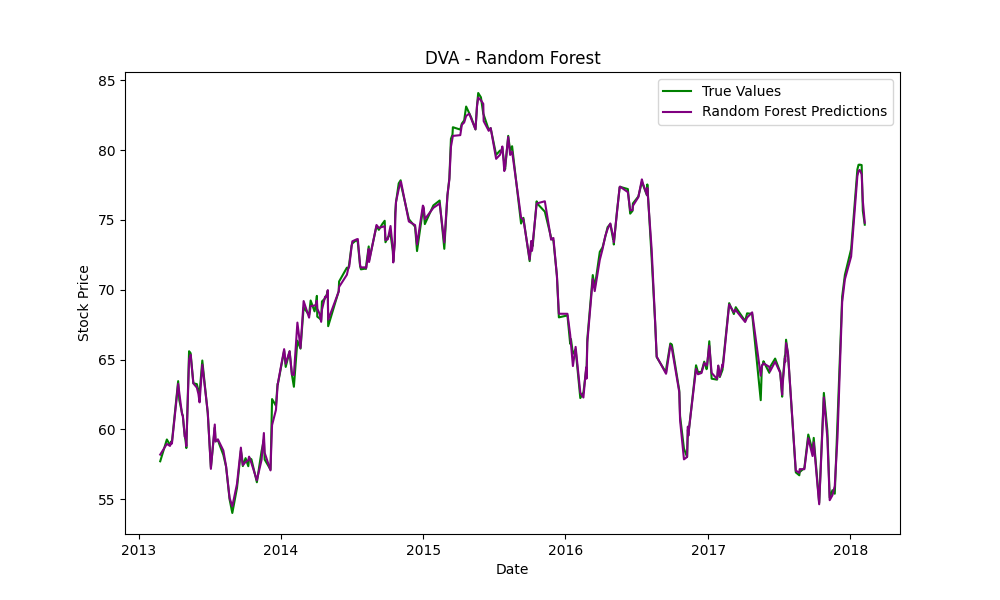 DVA - Random Forest
True Values
Random Forest Predictions
85
80
75
70
65
60
55
Stock Price
2013 2014 2015 2016 2017 2018
Date